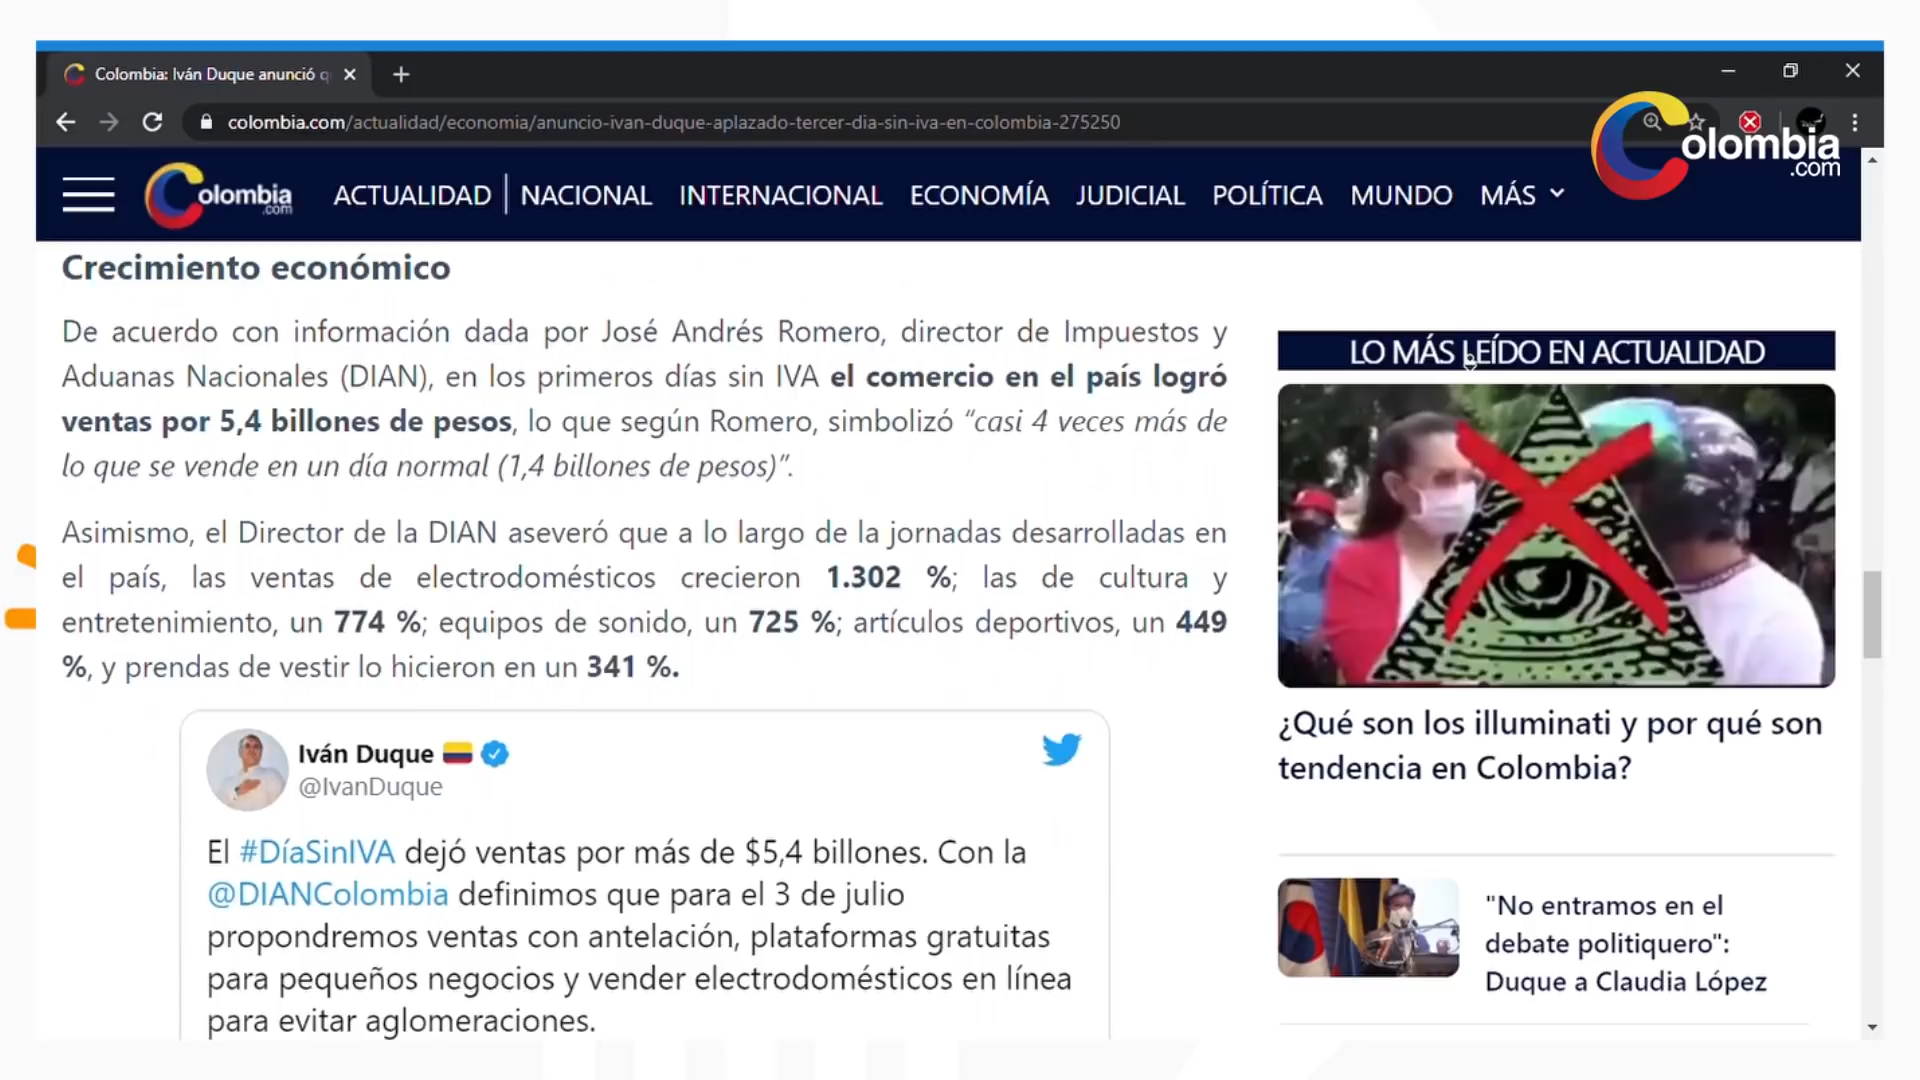 Colombia: Iván Duque anunció q
colombia.com/actualidad/economia/anuncio-ivan-duque-aplazado-tercer-dia-sin-iva-en-colombia-275250
olombia
.com
olombia
.com
ACTUALIDAD | NACIONAL INTERNACIONAL ECONOMÍA JUDICIAL POLÍTICA MUNDO MÁS
Crecimiento económico
De acuerdo con información dada por José Andrés Romero, director de Impuestos y
Aduanas Nacionales (DIAN), en los primeros días sin IVA el comercio en el país logró
ventas por 5,4 billones de pesos, lo que según Romero, simbolizó “casi 4 veces más de
lo que se vende en un día normal (1,4 billones de pesos)”.
Asimismo, el Director de la DIAN aseveró que a lo largo de la jornadas desarrolladas en
el país, las ventas de electrodomésticos crecieron 1.302 %; las de cultura y
entretenimiento, un 774 %; equipos de sonido, un 725 %; artículos deportivos, un 449
%, y prendas de vestir lo hicieron en un 341 %.
Iván Duque
@IvanDuque
El #DíaSinIVA dejó ventas por más de $5,4 billones. Con la
@DIANColombia definimos que para el 3 de julio
propondremos ventas con antelación, plataformas gratuitas
para pequeños negocios y vender electrodomésticos en línea
para evitar aglomeraciones.
LO MÁS LEÍDO EN ACTUALIDAD
¿Qué son los illuminati y por qué son
tendencia en Colombia?
"No entramos en el
debate politiquero":
Duque a Claudia López